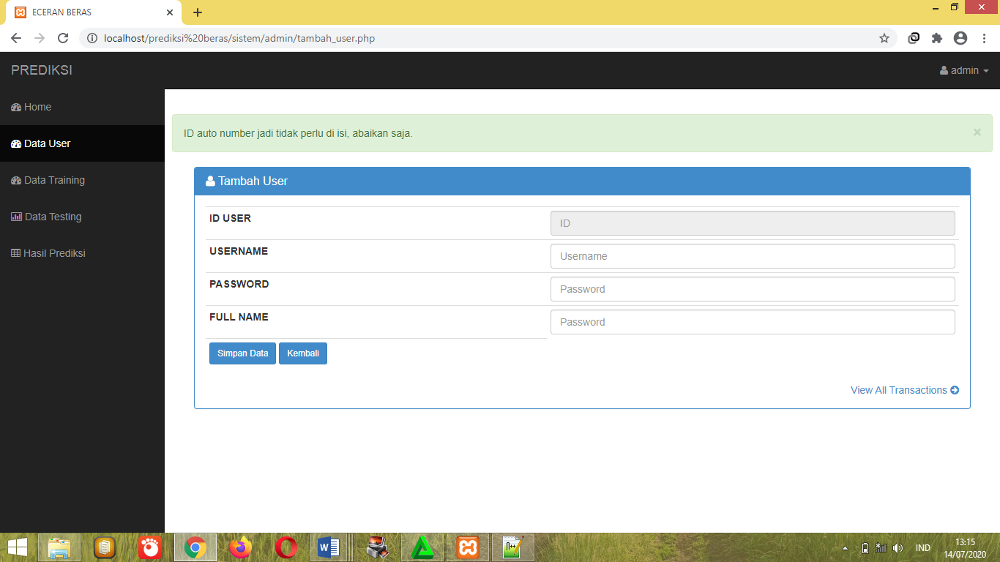 ECERAN BERAS
localhost/prediksi%20beras/sistem/admin/tambah_user.php
PREDIKSI
admin
Home
Data User
Data Training
Data Testing
Hasil Prediksi
ID auto number jadi tidak perlu di isi, abaikan saja.
Tambah User
ID USER
ID
USERNAME
Username
PASSWORD
Password
FULL NAME
Password
Simpan Data Kembali
View All Transactions
IND
13:15
14/07/2020